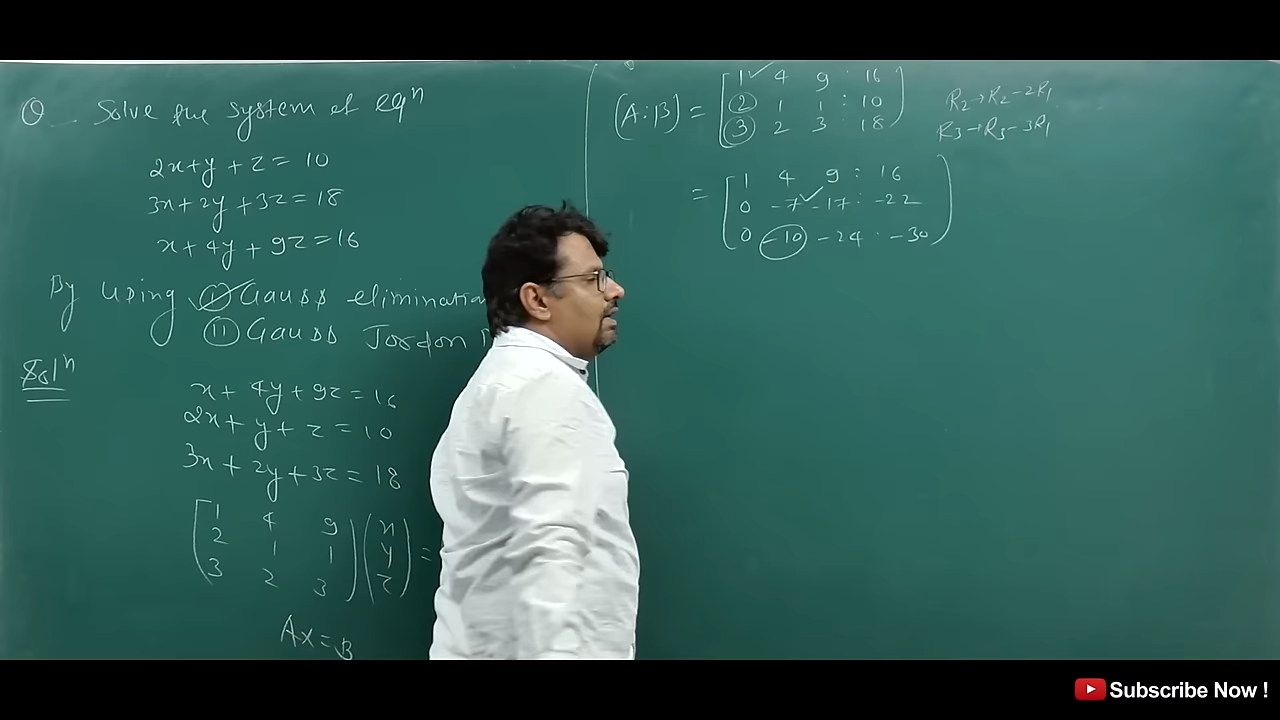 Q. Solve the system of eqⁿ
2x+y+z=10
3x+2y+3z=18
x+4y+9z=16
By using (I) Gauss elimination
(II) Gauss Jordon
Solⁿ
x+4y+9z=16
2x+y+z=10
3x+2y+3z=18
[1 4 9] [x]
[2 1 1] [y] =
[3 2 3] [z]
AX=B
[1 4 9 : 16]
(A:B) = [2 1 1 : 10] R2→R2-2R1
[3 2 3 : 18] R3→R3-3R1
[1 4 9 : 16]
= [0 -7 -17 : -22]
[0 -10 -24 : -30]
Subscribe Now !